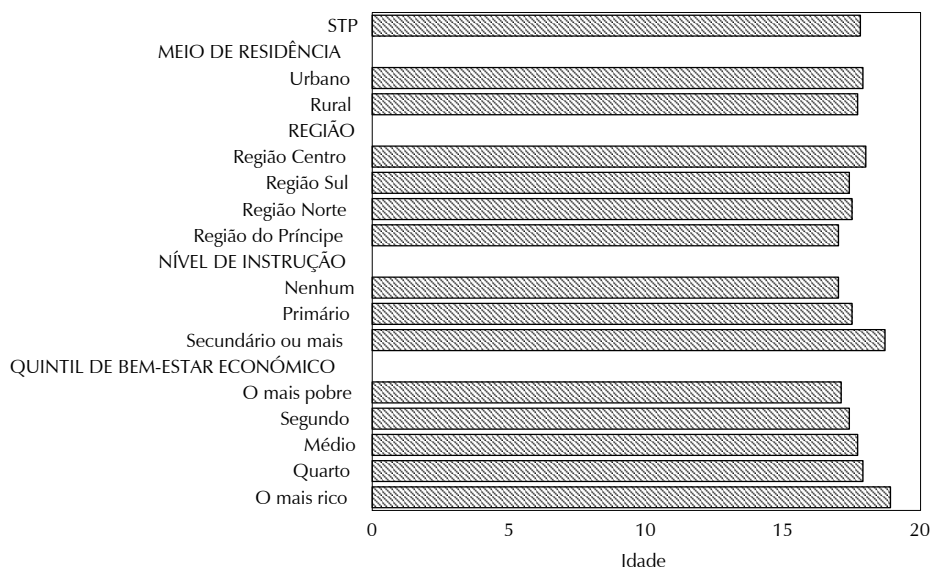 STP
MEIO DE RESIDÊNCIA
Urbano
Rural
REGIÃO
Região Centro
Região Sul
Região Norte
Região do Príncipe
NÍVEL DE INSTRUÇÃO
Nenhum
Primário
Secundário ou mais
QUINTIL DE BEM-ESTAR ECONÓMICO
O mais pobre
Segundo
Médio
Quarto
O mais rico
0 5 10 15 20
Idade